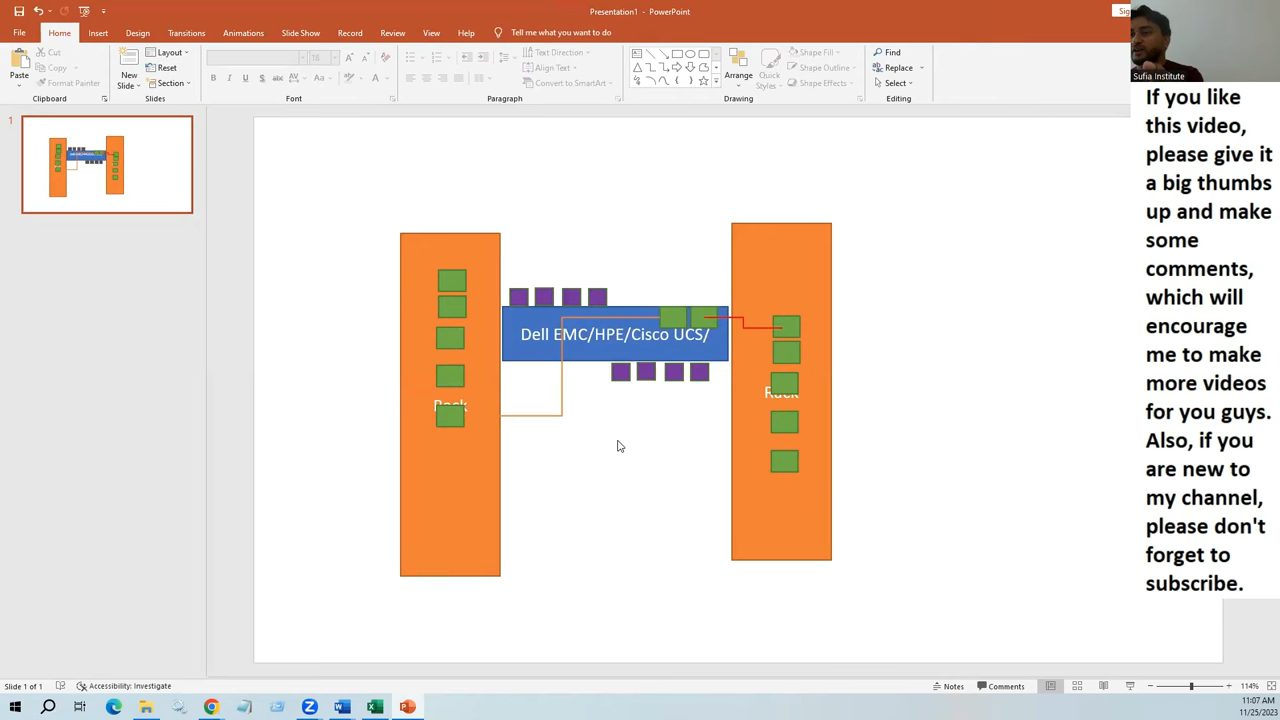 Presentation1 - PowerPoint
File
Home
Insert
Design
Transitions
Animations
Slide Show
Record
Review
View
Help
Tell me what you want to do
Paste
Cut
Copy
Format Painter
Clipboard
New Slide
Layout
Reset
Section
Slides
18
Font
Text Direction
Align Text
Convert to SmartArt
Paragraph
Arrange
Quick Styles
Shape Fill
Shape Outline
Shape Effects
Drawing
Find
Replace
Select
Editing
Sufia Institute
If you like
this video,
please give it
a big thumbs
up and make
some
comments,
which will
encourage
me to make
more videos
for you guys.
Also, if you
are new to
my channel,
please don't
forget to
subscribe.
1
Dell EMC/HPE/Cisco UCS/
Rack
Rack
Slide 1 of 1
Accessibility: Investigate
Notes
Comments
114%
11:07 AM
11/25/2023